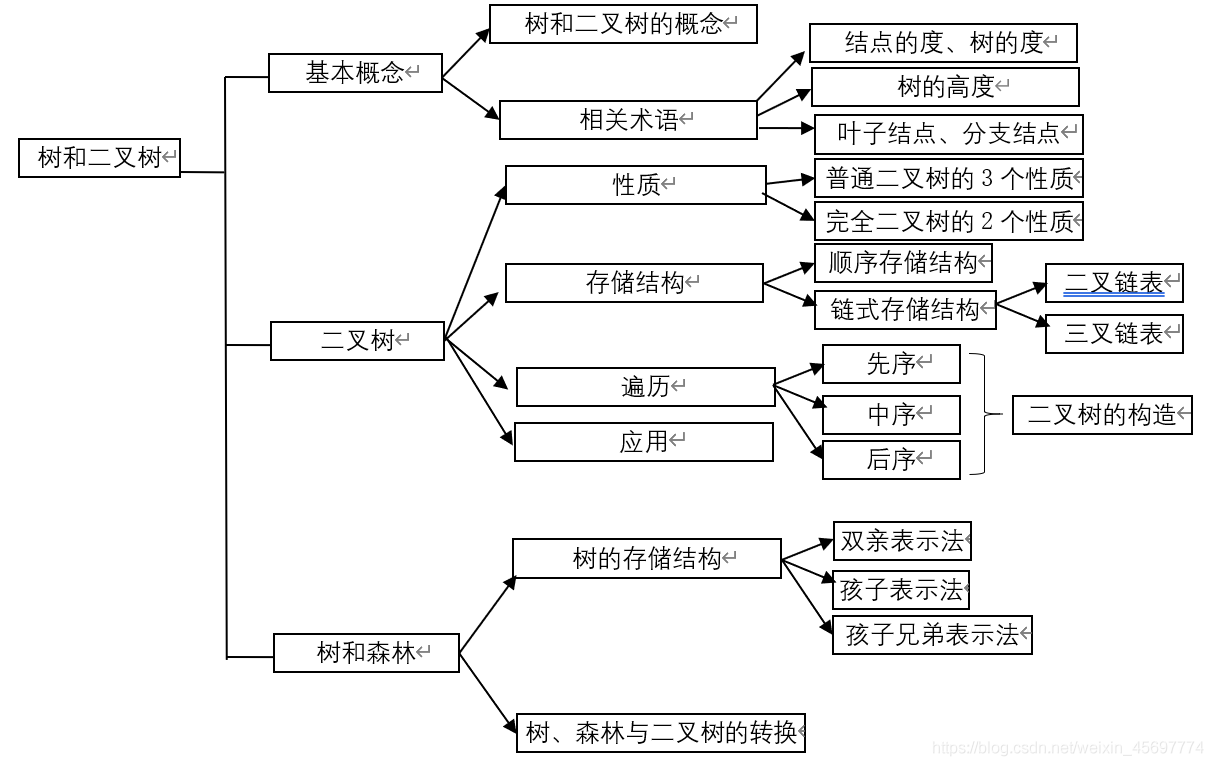 树和二叉树
基本概念
树和二叉树的概念
相关术语
结点的度、树的度
树的高度
叶子结点、分支结点
二叉树
性质
普通二叉树的 3 个性质
完全二叉树的 2 个性质
存储结构
顺序存储结构
链式存储结构
二叉链表
三叉链表
遍历
先序
中序
后序
二叉树的构造
应用
树和森林
树的存储结构
双亲表示法
孩子表示法
孩子兄弟表示法
树、森林与二叉树的转换
https://blog.csdn.net/weixin_45697774